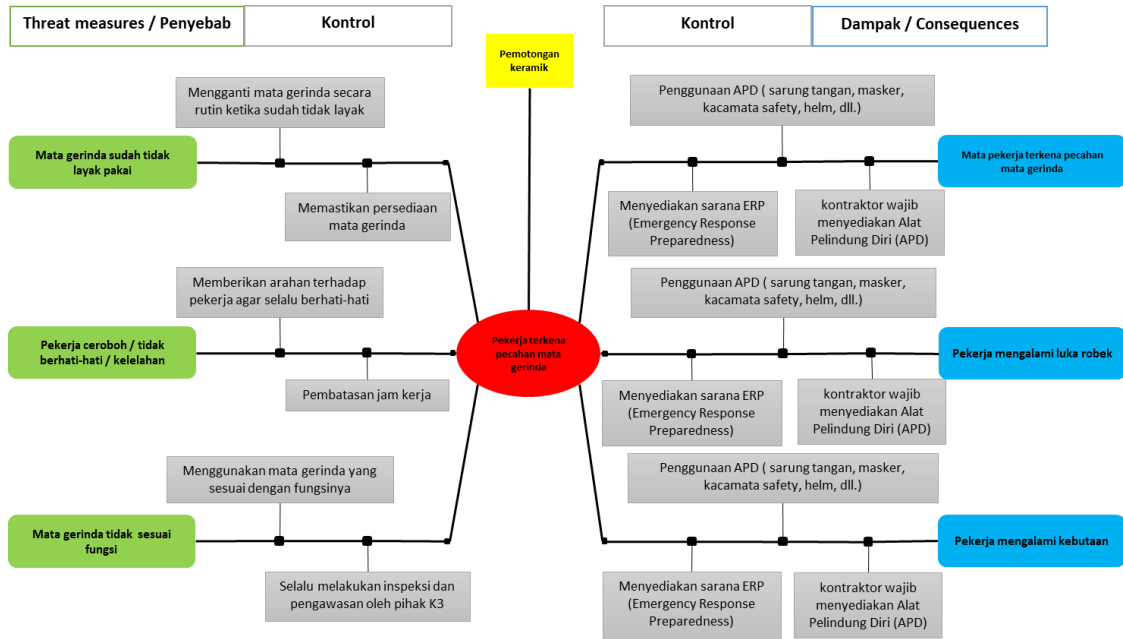 Threat measures / Penyebab
Kontrol
Kontrol
Dampak / Consequences
Pemotongan
keramik
Mengganti mata gerinda secara
rutin ketika sudah tidak layak
Penggunaan APD ( sarung tangan, masker,
kacamata safety, helm, dll.)
Mata gerinda sudah tidak
layak pakai
Mata pekerja terkena pecahan
mata gerinda
Memastikan persediaan
mata gerinda
Menyediakan sarana ERP
(Emergency Response
Preparedness)
kontraktor wajib
menyediakan Alat
Pelindung Diri (APD)
Memberikan arahan terhadap
pekerja agar selalu berhati-hati
Penggunaan APD ( sarung tangan, masker,
kacamata safety, helm, dll.)
Pekerja ceroboh / tidak
berhati-hati / kelelahan
Pekerja terkena
pecahan mata
gerinda
Pekerja mengalami luka robek
Pembatasan jam kerja
Menyediakan sarana ERP
(Emergency Response
Preparedness)
kontraktor wajib
menyediakan Alat
Pelindung Diri (APD)
Menggunakan mata gerinda yang
sesuai dengan fungsinya
Penggunaan APD ( sarung tangan, masker,
kacamata safety, helm, dll.)
Mata gerinda tidak  sesuai
fungsi
Pekerja mengalami kebutaan
Selalu melakukan inspeksi dan
pengawasan oleh pihak K3
Menyediakan sarana ERP
(Emergency Response
Preparedness)
kontraktor wajib
menyediakan Alat
Pelindung Diri (APD)